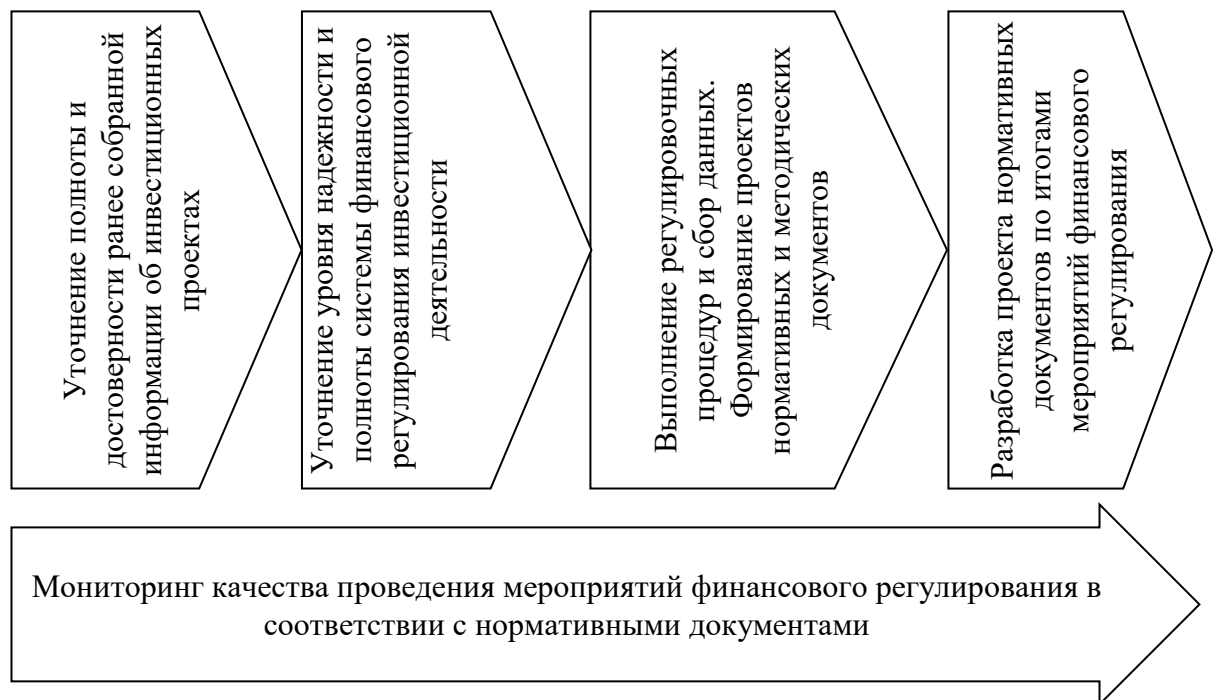 Уточнение полноты и
достоверности ранее собранной
информации об инвестиционных
проектах
Уточнение уровня надежности и
полноты системы финансового
регулирования инвестиционной
деятельности
Выполнение регулировочных
процедур и сбор данных.
Формирование проектов
нормативных и методических
документов
Разработка проекта нормативных
документов по итогами
мероприятий финансового
регулирования
Мониторинг качества проведения мероприятий финансового регулирования в
соответствии с нормативными документами